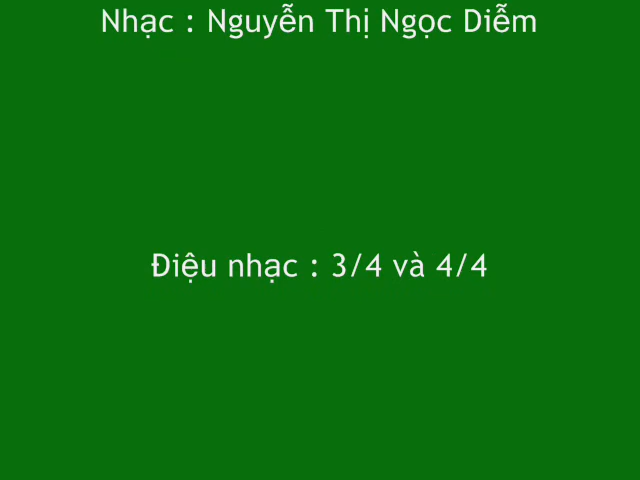 Nhạc : Nguyễn Thị Ngọc Diễm
Điệu nhạc : 3/4 và 4/4